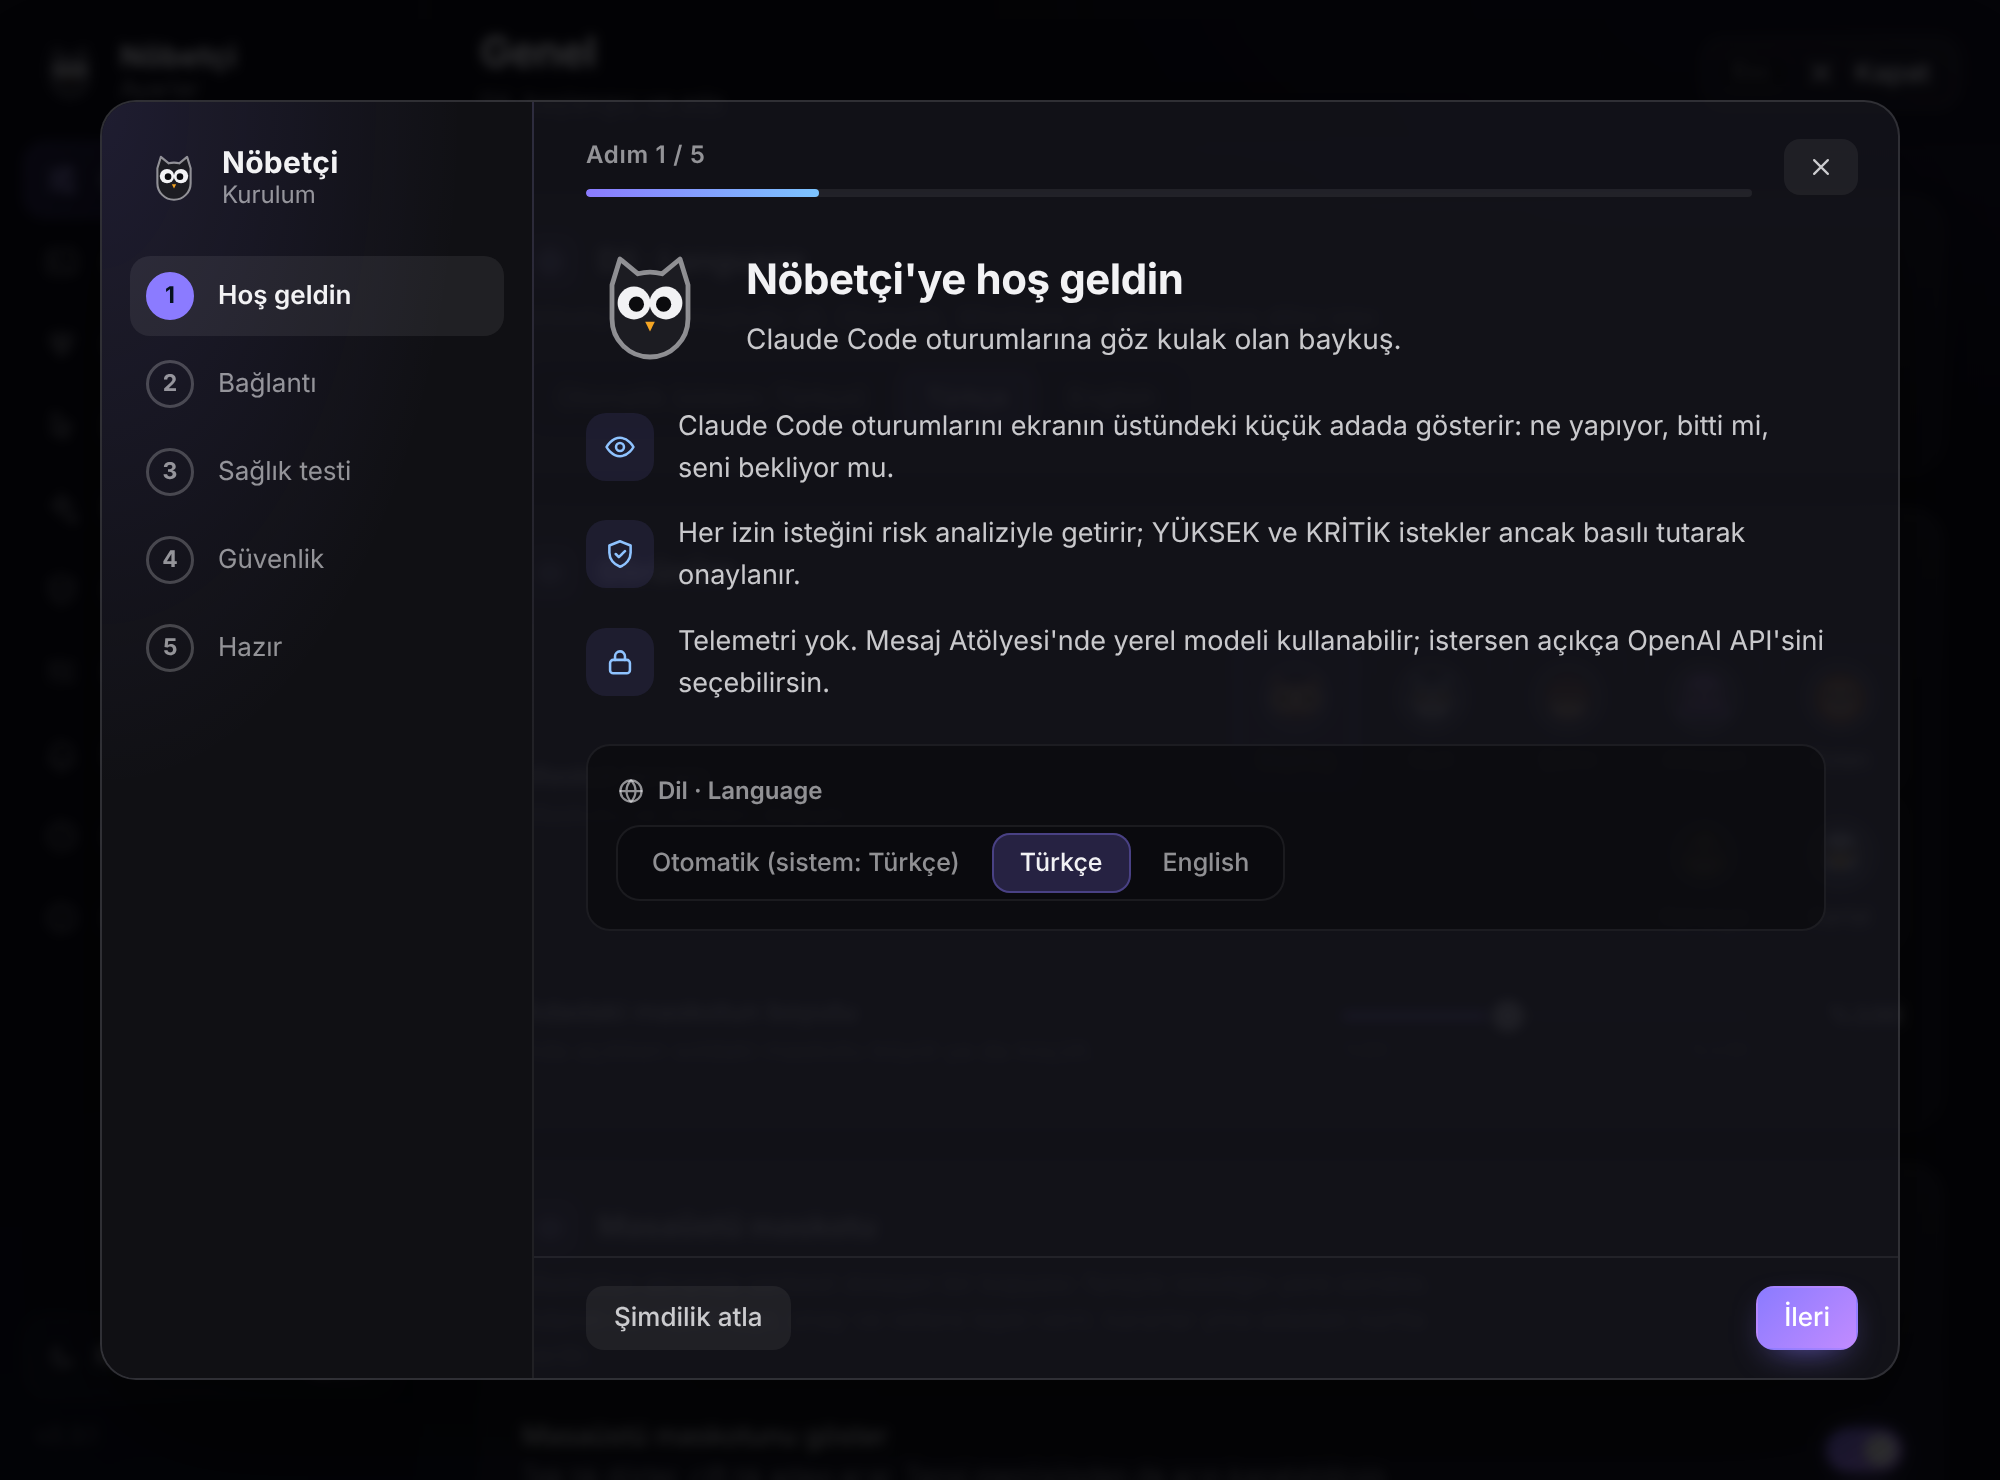 Genel
Nöbetçi
Kurulum
1 Hoş geldin
2 Bağlantı
3 Sağlık testi
4 Güvenlik
5 Hazır
Adım 1 / 5
Nöbetçi'ye hoş geldin
Claude Code oturumlarına göz kulak olan baykuş.
Claude Code oturumlarını ekranın üstündeki küçük adada gösterir: ne yapıyor, bitti mi,
seni bekliyor mu.
Her izin isteğini risk analiziyle getirir; YÜKSEK ve KRİTİK istekler ancak basılı tutarak
onaylanır.
Telemetri yok. Mesaj Atölyesi'nde yerel modeli kullanabilir; istersen açıkça OpenAI API'sini
seçebilirsin.
Dil · Language
Otomatik (sistem: Türkçe) Türkçe English
Şimdilik atla
İleri